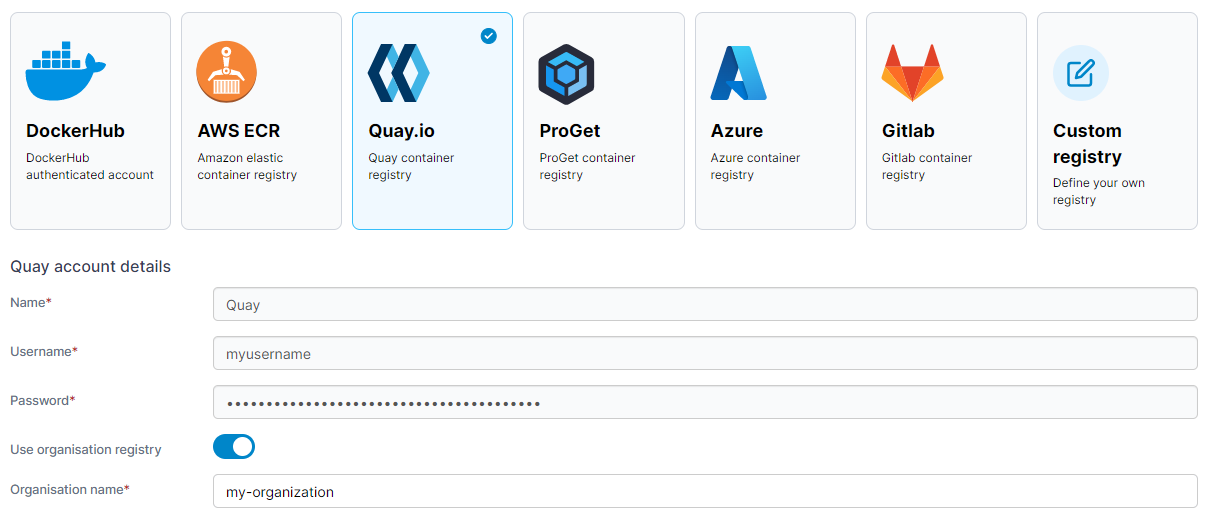 DockerHub
DockerHub
authenticated account
AWS ECR
Amazon elastic
container registry
Quay.io
Quay container
registry
ProGet
ProGet container
registry
Azure
Azure container
registry
Gitlab
Gitlab container
registry
Custom
registry
Define your own
registry
Quay account details
Name*
Quay
Username*
myusername
Password*
••••••••••••••••••••••••••••••••••••••••
Use organisation registry
Organisation name*
my-organization